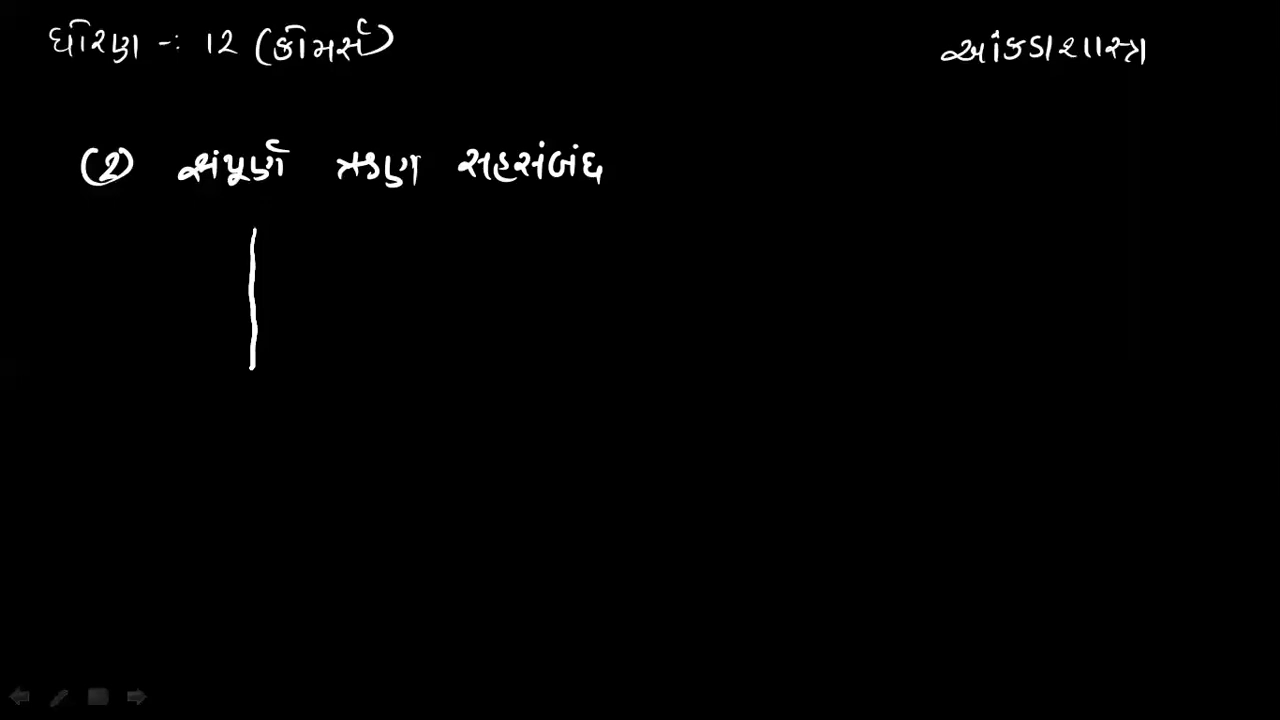 ધોરણ -: 12 (કોમર્સ)
આંકડાશાસ્ત્ર
(2) સંપૂર્ણ ઋણ સહસંબંધ